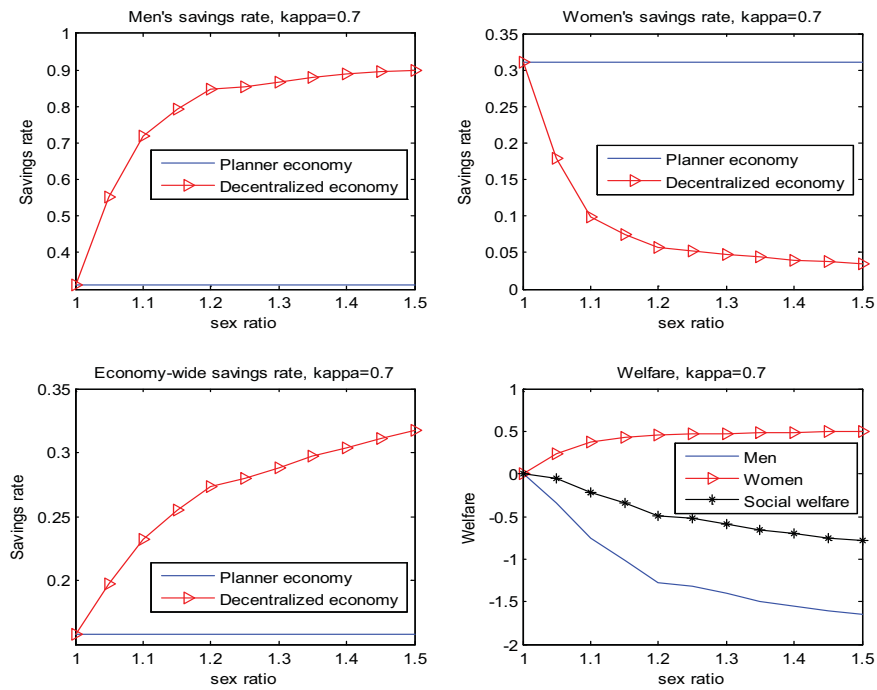 Men's savings rate, kappa=0.7
1
0.9
0.8
0.7
0.6
0.5
0.4
Savings rate
Planner economy
Decentralized economy
1 1.1 1.2 1.3 1.4 1.5
sex ratio
Women's savings rate, kappa=0.7
0.35
0.3
0.25
0.2
0.15
0.1
0.05
0
Savings rate
Planner economy
Decentralized economy
1 1.1 1.2 1.3 1.4 1.5
sex ratio
Economy-wide savings rate, kappa=0.7
0.35
0.3
0.25
0.2
Savings rate
Planner economy
Decentralized economy
1 1.1 1.2 1.3 1.4 1.5
sex ratio
Welfare, kappa=0.7
1
0.5
0
-0.5
-1
-1.5
-2
Welfare
Men
Women
Social welfare
1 1.1 1.2 1.3 1.4 1.5
sex ratio